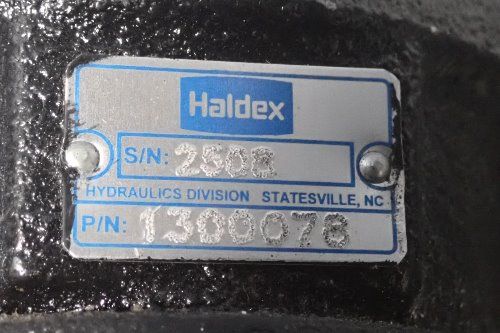 Haldex
S/N: 2508
HYDRAULICS DIVISION STATESVILLE, NC
P/N: 1300078